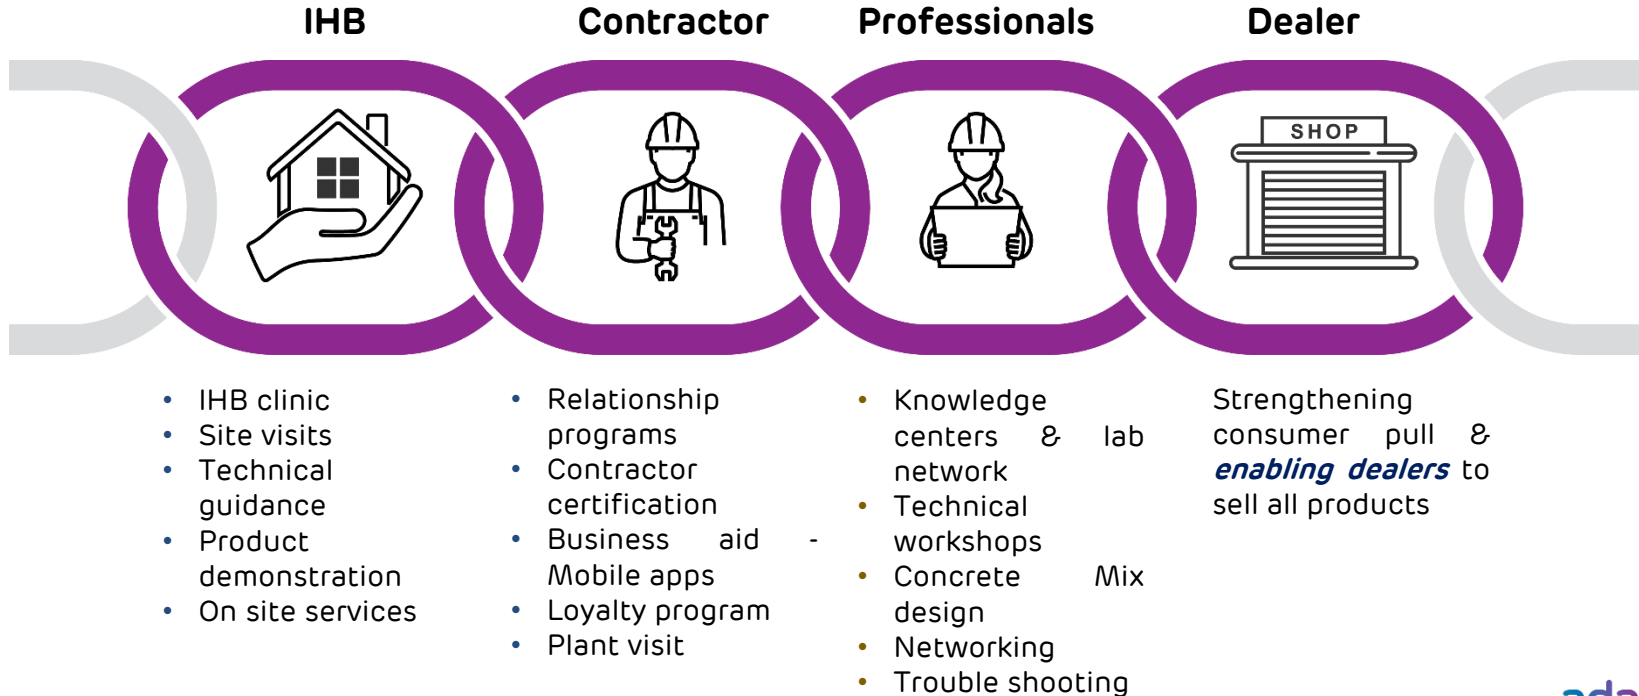 IHB
Contractor
Professionals
Dealer
SHOP
• IHB clinic
• Site visits
• Technical
guidance
• Product
demonstration
• On site services
• Relationship
programs
• Contractor
certification
• Business aid -
Mobile apps
• Loyalty program
• Plant visit
• Knowledge
centers & lab
network
• Technical
workshops
• Concrete Mix
design
• Networking
• Trouble shooting
Strengthening
consumer pull &
enabling dealers to
sell all products